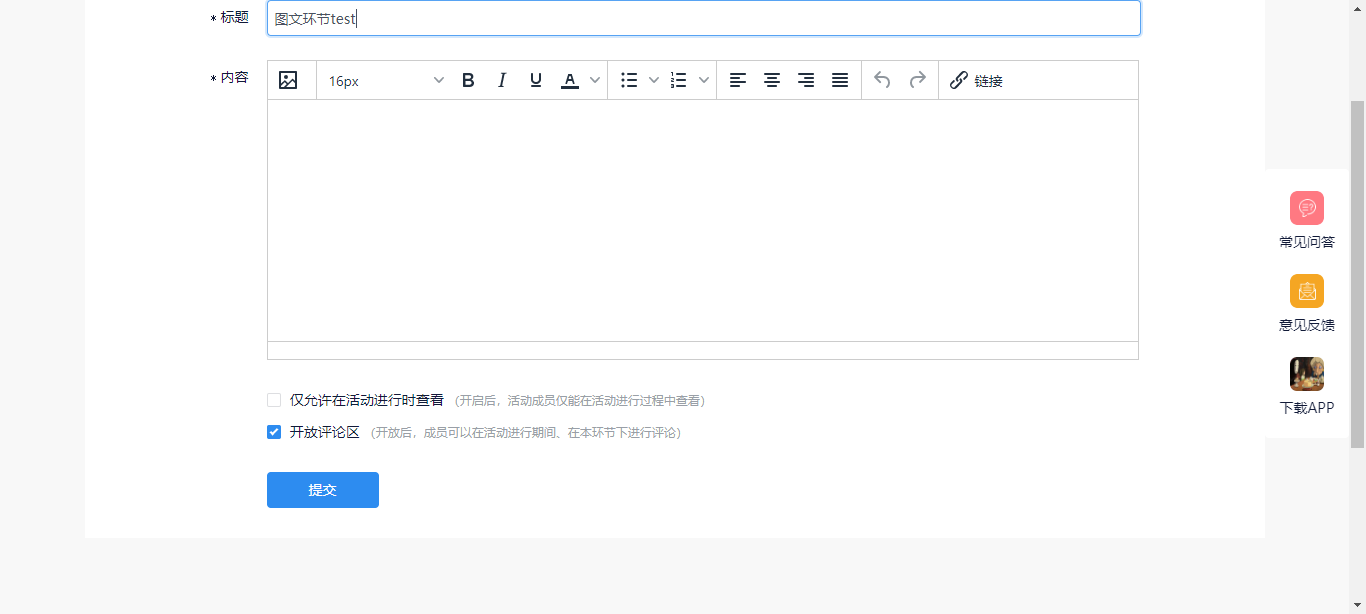 * 标题
图文环节test
* 内容
16px B I U A 链接
常见问答
意见反馈
下载APP
仅允许在活动进行时查看 (开启后，活动成员仅能在活动进行过程中查看)
开放评论区 (开放后，成员可以在活动进行期间、在本环节下进行评论)
提交